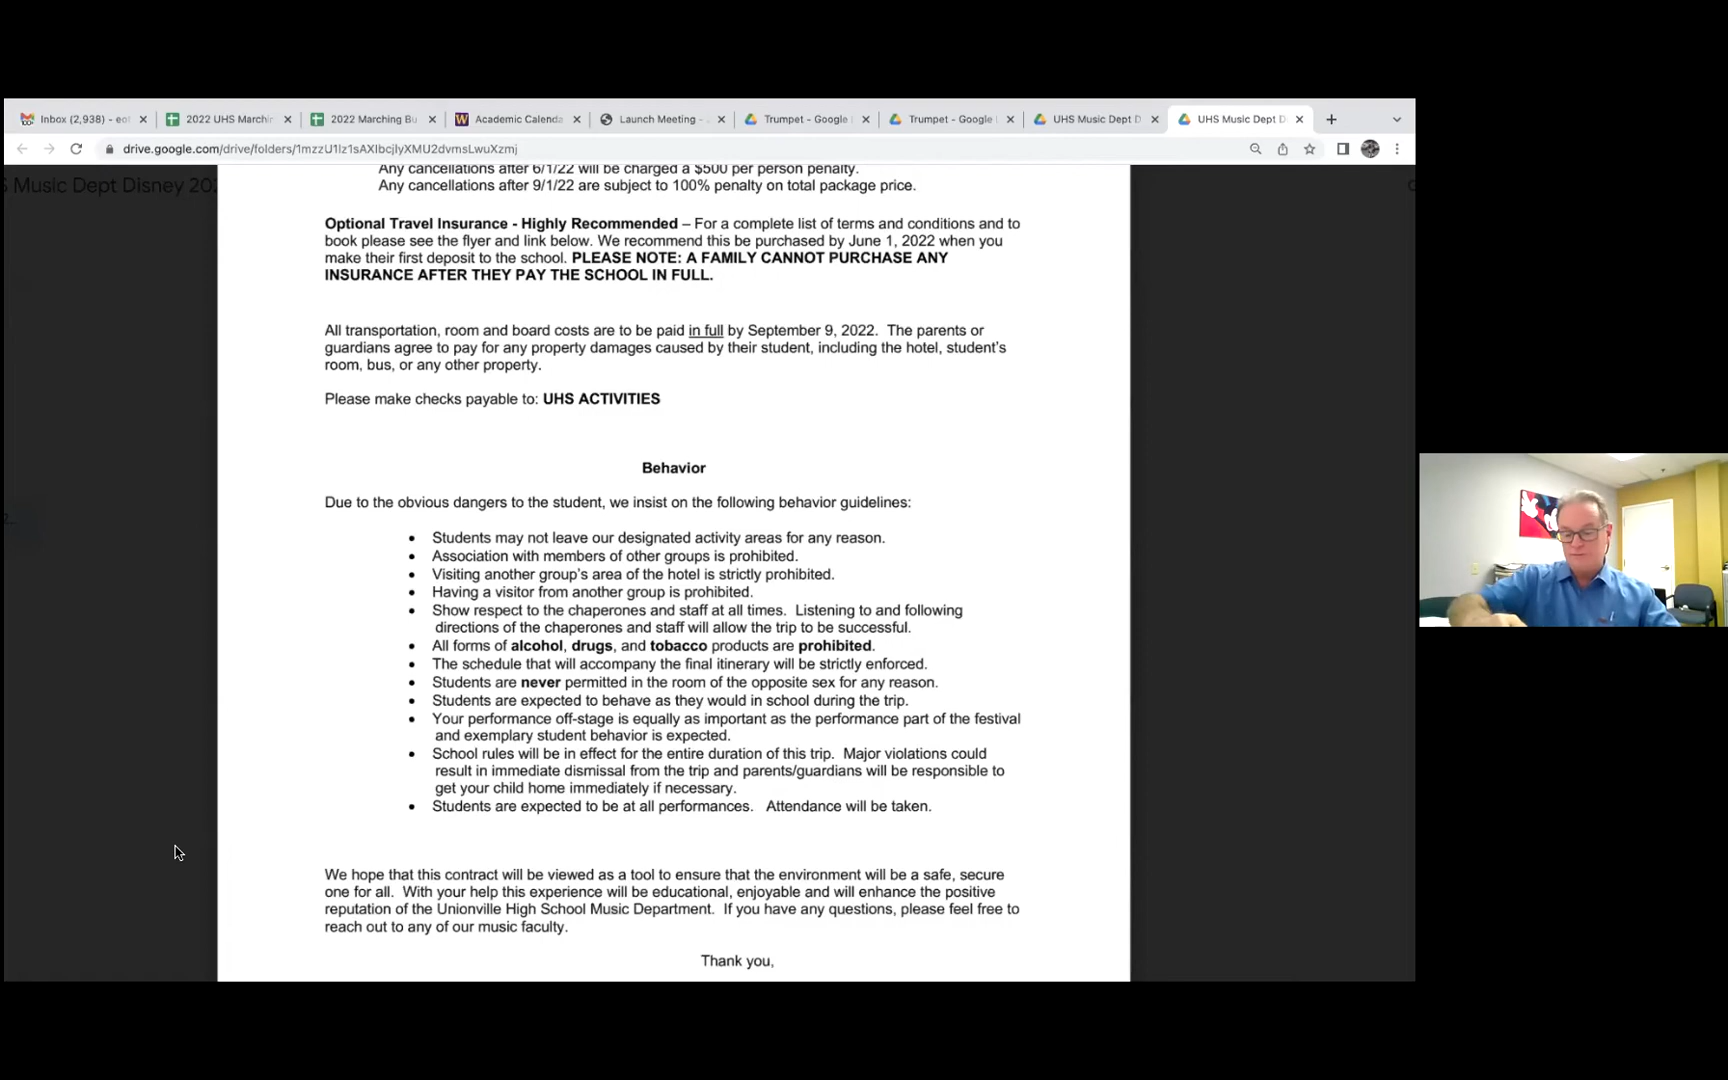 Inbox (2,938) - eo
2022 UHS Marchi
2022 Marching Bu
Academic Calenda
Launch Meeting -
Trumpet - Google
Trumpet - Google
UHS Music Dept D
UHS Music Dept D
drive.google.com/drive/folders/
S Music Dept Disney 202
Any cancellations after 6/1/22 will be charged a $500 per person penalty.
Any cancellations after 9/1/22 are subject to 100% penalty on total package price.
Optional Travel Insurance - Highly Recommended – For a complete list of terms and conditions and to
book please see the flyer and link below. We recommend this be purchased by June 1, 2022 when you
make their first deposit to the school. PLEASE NOTE: A FAMILY CANNOT PURCHASE ANY
INSURANCE AFTER THEY PAY THE SCHOOL IN FULL.
All transportation, room and board costs are to be paid in full by September 9, 2022. The parents or
guardians agree to pay for any property damages caused by their student, including the hotel, student's
room, bus, or any other property.
Please make checks payable to: UHS ACTIVITIES
Behavior
Due to the obvious dangers to the student, we insist on the following behavior guidelines:
• Students may not leave our designated activity areas for any reason.
• Association with members of other groups is prohibited.
• Visiting another group's area of the hotel is strictly prohibited.
• Having a visitor from another group is prohibited.
• Show respect to the chaperones and staff at all times. Listening to and following
directions of the chaperones and staff will allow the trip to be successful.
• All forms of alcohol, drugs, and tobacco products are prohibited.
• The schedule that will accompany the final itinerary will be strictly enforced.
• Students are never permitted in the room of the opposite sex for any reason.
• Students are expected to behave as they would in school during the trip.
• Your performance off-stage is equally as important as the performance part of the festival
and exemplary student behavior is expected.
• School rules will be in effect for the entire duration of this trip. Major violations could
result in immediate dismissal from the trip and parents/guardians will be responsible to
get your child home immediately if necessary.
• Students are expected to be at all performances. Attendance will be taken.
We hope that this contract will be viewed as a tool to ensure that the environment will be a safe, secure
one for all. With your help this experience will be educational, enjoyable and will enhance the positive
reputation of the Unionville High School Music Department. If you have any questions, please feel free to
reach out to any of our music faculty.
Thank you,